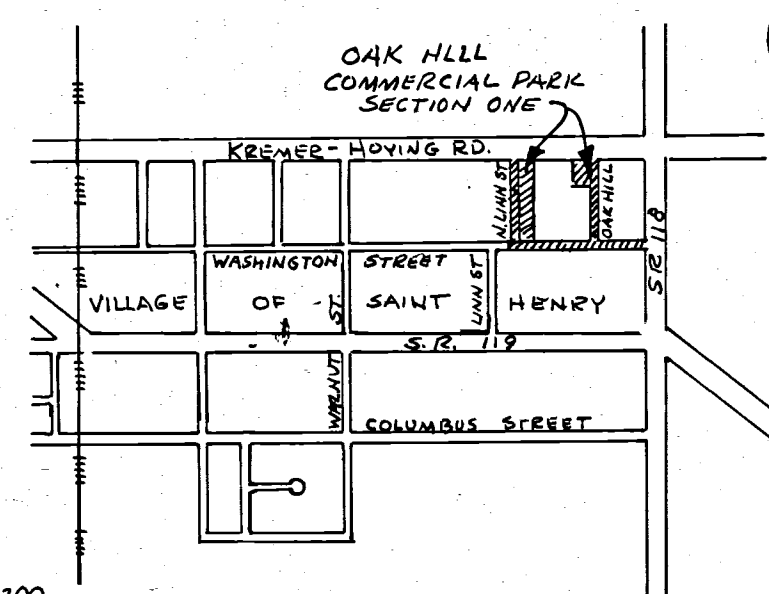 OAK HLLL
COMMERCIAL PARK
SECTION ONE
KREMER-HOYING RD.
N. LINN ST
OAK HILL
S R 118
WASHINGTON STREET
LINN ST
VILLAGE OF SAINT HENRY
ST.
S.R. 119
WALNUT
COLUMBUS STREET